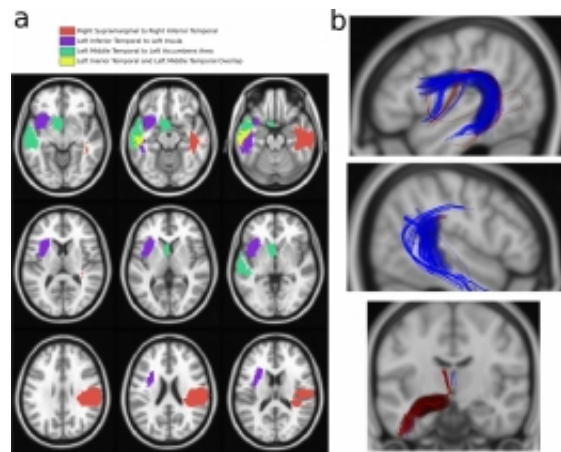 a
Right Supramarginal to Right Inferior Temporal
Left Inferior Temporal to Left Insula
Left Middle Temporal to Left Accumbens Area
Left Inerior Temporal and Left Middle Temporal Overlap
b